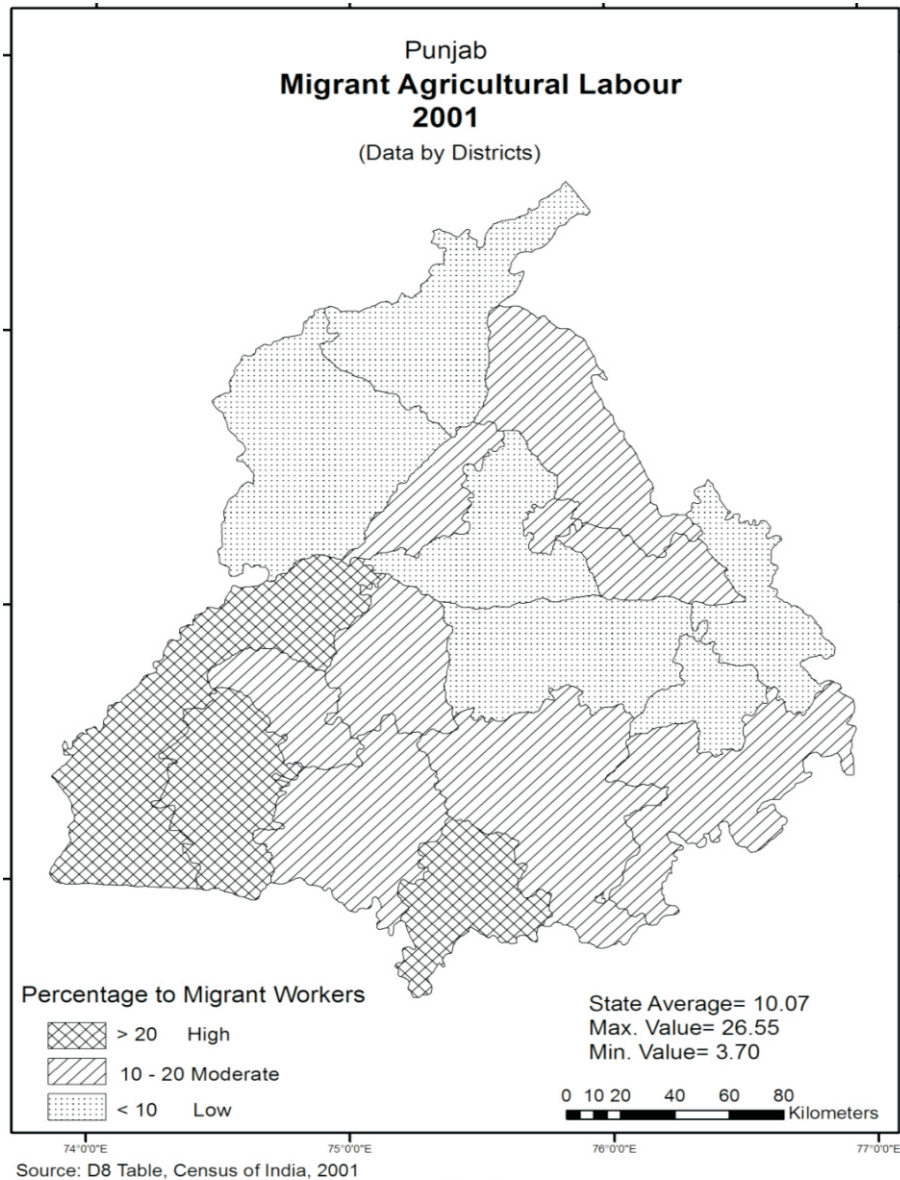 Punjab
Migrant Agricultural Labour
2001
(Data by Districts)
Percentage to Migrant Workers
> 20 High
10 - 20 Moderate
< 10 Low
State Average= 10.07
Max. Value= 26.55
Min. Value= 3.70
0 10 20 40 60 80
Kilometers
74°0'0"E 75°0'0"E 76°0'0"E 77°0'0"E
Source: D8 Table, Census of India, 2001